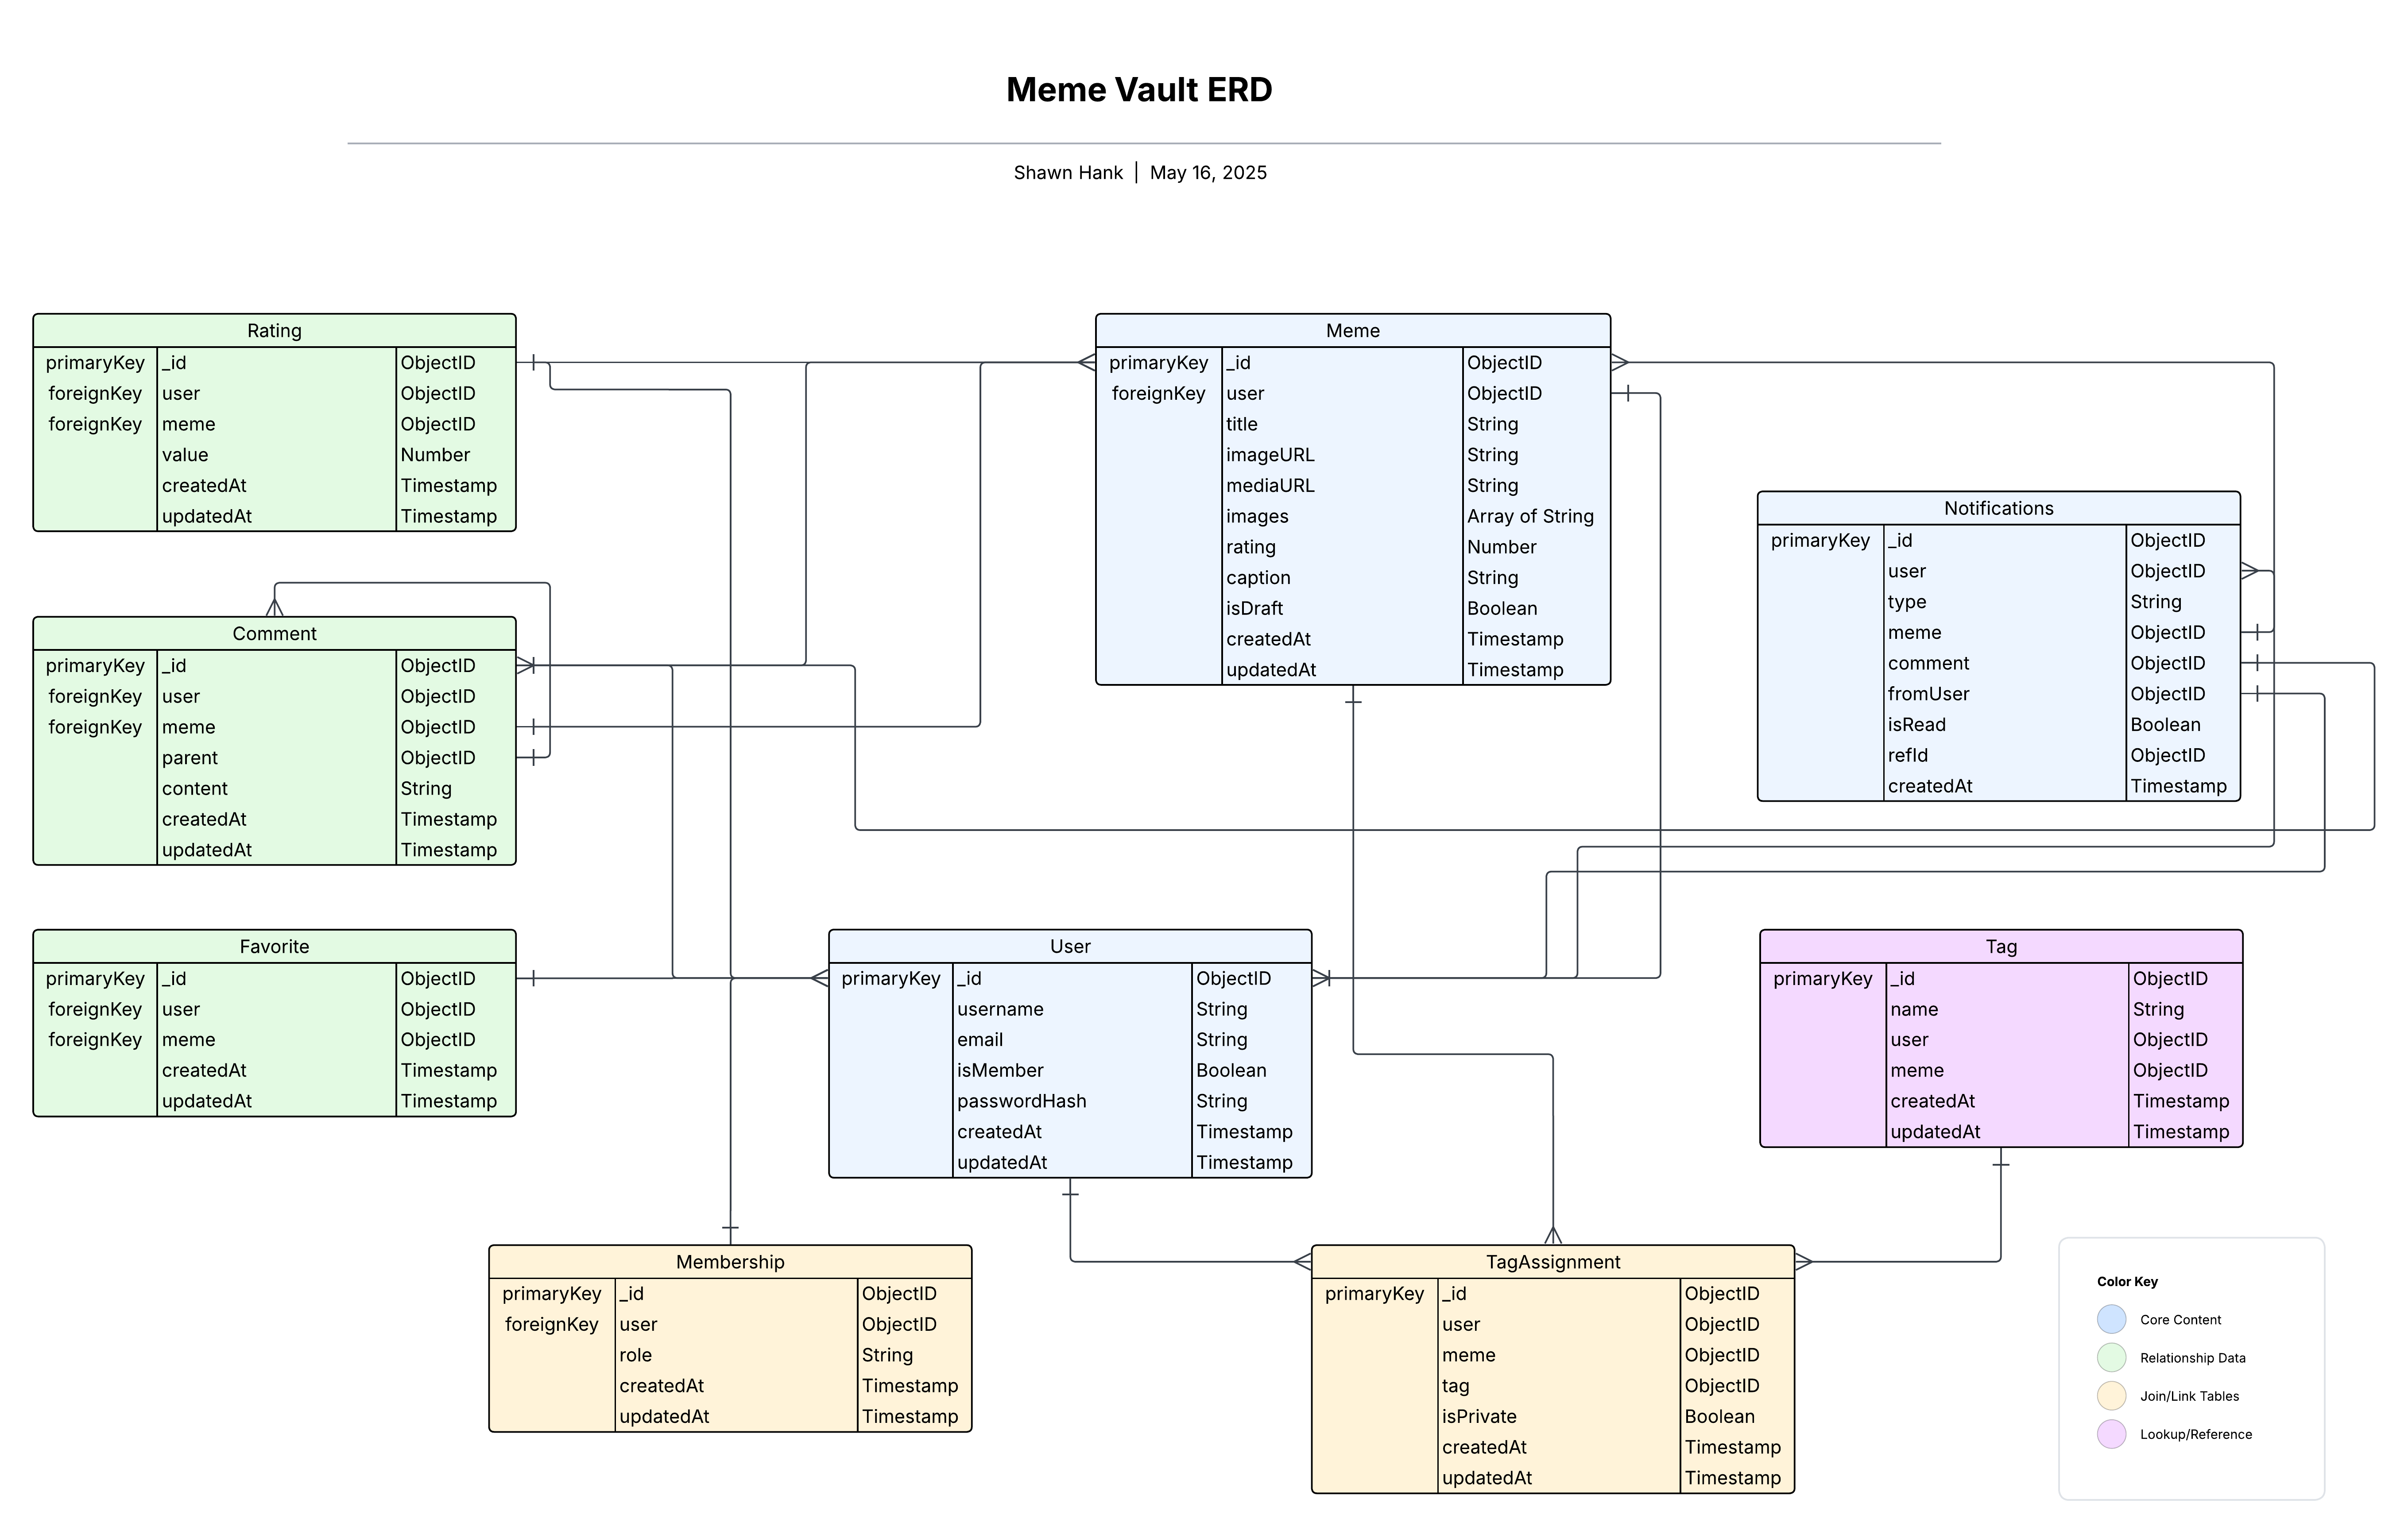 Meme Vault ERD
Shawn Hank | May 16, 2025
Rating
primaryKey _id ObjectID
foreignKey user ObjectID
foreignKey meme ObjectID
value Number
createdAt Timestamp
updatedAt Timestamp
Meme
primaryKey _id ObjectID
foreignKey user ObjectID
title String
imageURL String
mediaURL String
images Array of String
rating Number
caption String
isDraft Boolean
createdAt Timestamp
updatedAt Timestamp
Notifications
primaryKey _id ObjectID
user ObjectID
type String
meme ObjectID
comment ObjectID
fromUser ObjectID
isRead Boolean
refId ObjectID
createdAt Timestamp
Comment
primaryKey _id ObjectID
foreignKey user ObjectID
foreignKey meme ObjectID
parent ObjectID
content String
createdAt Timestamp
updatedAt Timestamp
Favorite
primaryKey _id ObjectID
foreignKey user ObjectID
foreignKey meme ObjectID
createdAt Timestamp
updatedAt Timestamp
User
primaryKey _id ObjectID
username String
email String
isMember Boolean
passwordHash String
createdAt Timestamp
updatedAt Timestamp
Tag
primaryKey _id ObjectID
name String
user ObjectID
meme ObjectID
createdAt Timestamp
updatedAt Timestamp
Membership
primaryKey _id ObjectID
foreignKey user ObjectID
role String
createdAt Timestamp
updatedAt Timestamp
TagAssignment
primaryKey _id ObjectID
user ObjectID
meme ObjectID
tag ObjectID
isPrivate Boolean
createdAt Timestamp
updatedAt Timestamp
Color Key
Core Content
Relationship Data
Join/Link Tables
Lookup/Reference